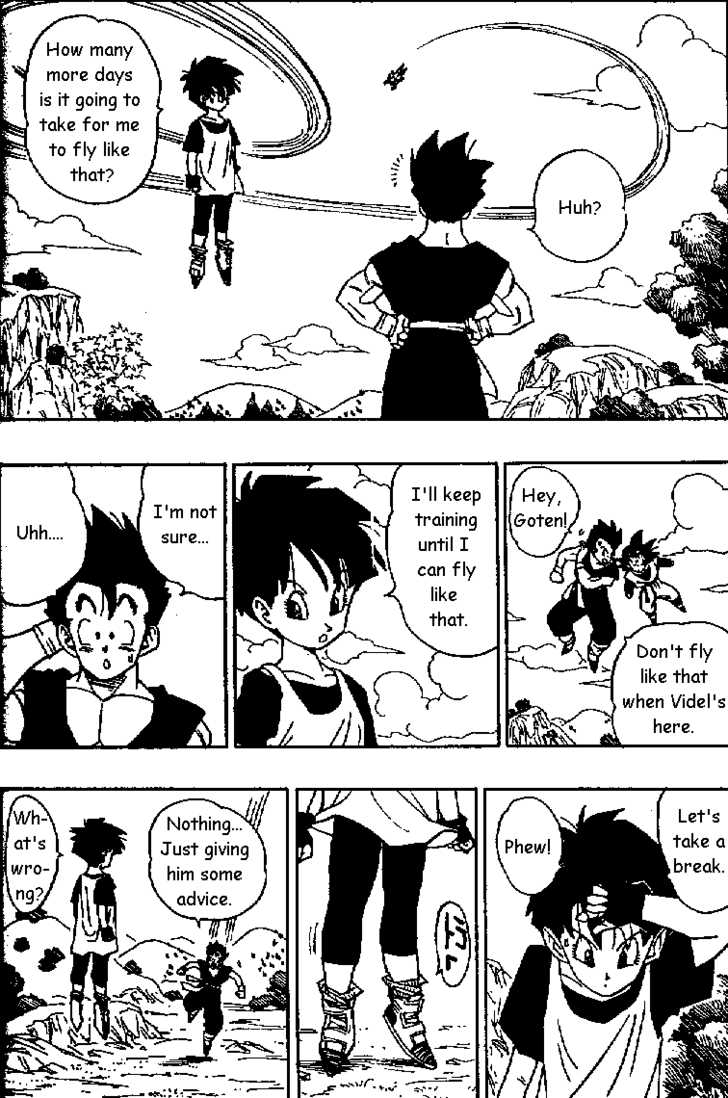 How many
more days
is it going to
take for me
to fly like
that?
Huh?
Uhh....
I'm not
sure...
I'll keep
training
until I
can fly
like
that.
Hey,
Goten!
Don't fly
like that
when Videl's
here.
Wh-
at's
wro-
ng?
Nothing...
Just giving
him some
advice.
Phew!
Let's
take a
break.